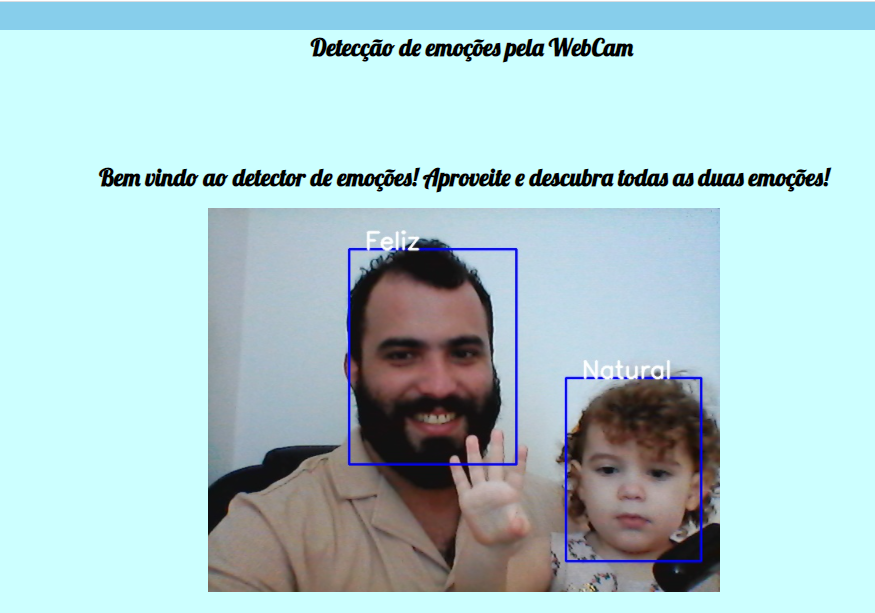 Detecção de emoções pela WebCam
Bem vindo ao detector de emoções! Aproveite e descubra todas as duas emoções!
Feliz
Natural